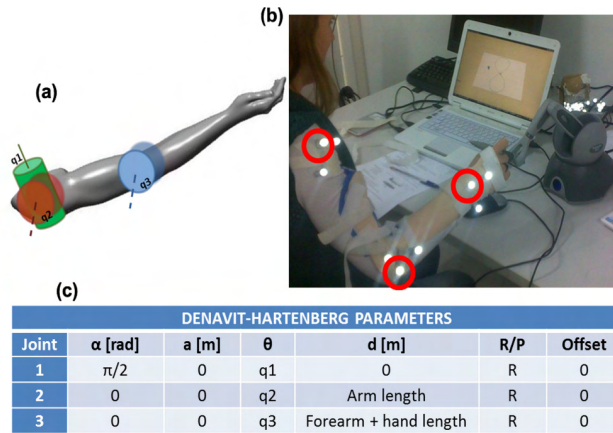 (a)
(b)
q1
q2
q3
(c)
DENAVIT-HARTENBERG PARAMETERS
Joint α [rad] a [m] θ d [m] R/P Offset
1 π/2 0 q1 0 R 0
2 0 0 q2 Arm length R 0
3 0 0 q3 Forearm + hand length R 0